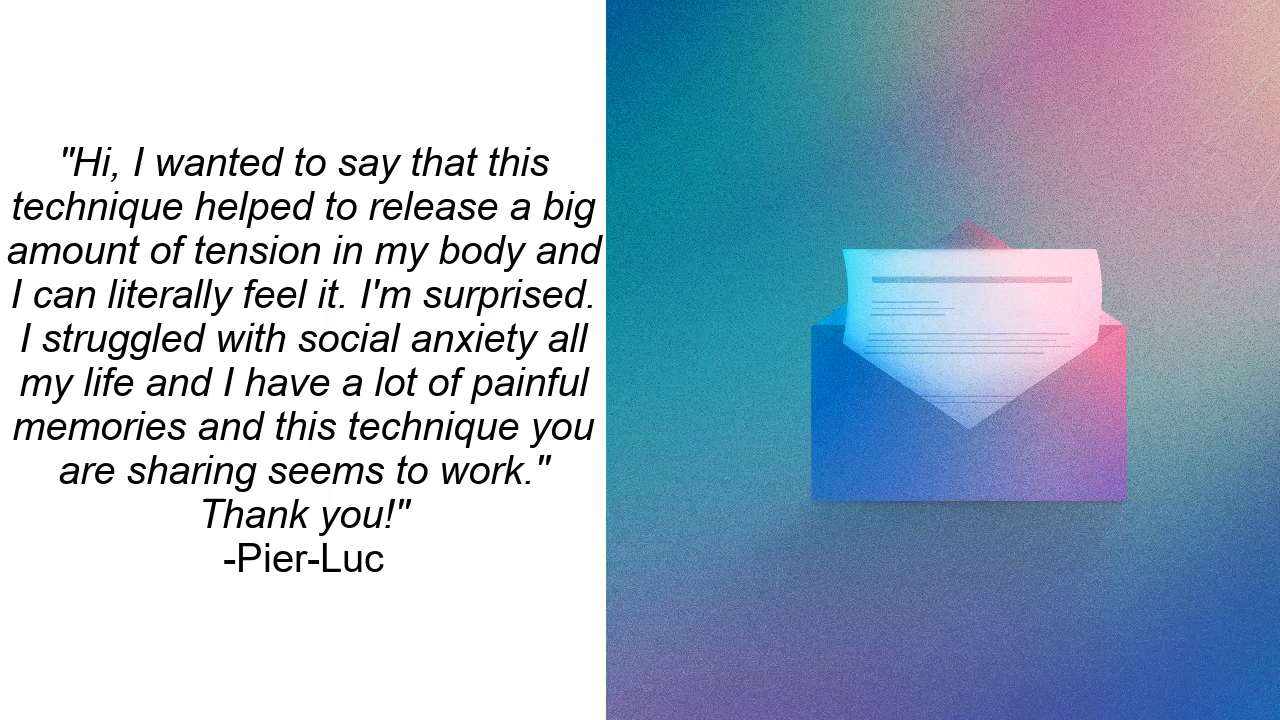 "Hi, I wanted to say that this
technique helped to release a big
amount of tension in my body and
I can literally feel it. I'm surprised.
I struggled with social anxiety all
my life and I have a lot of painful
memories and this technique you
are sharing seems to work."
Thank you!"
-Pier-Luc